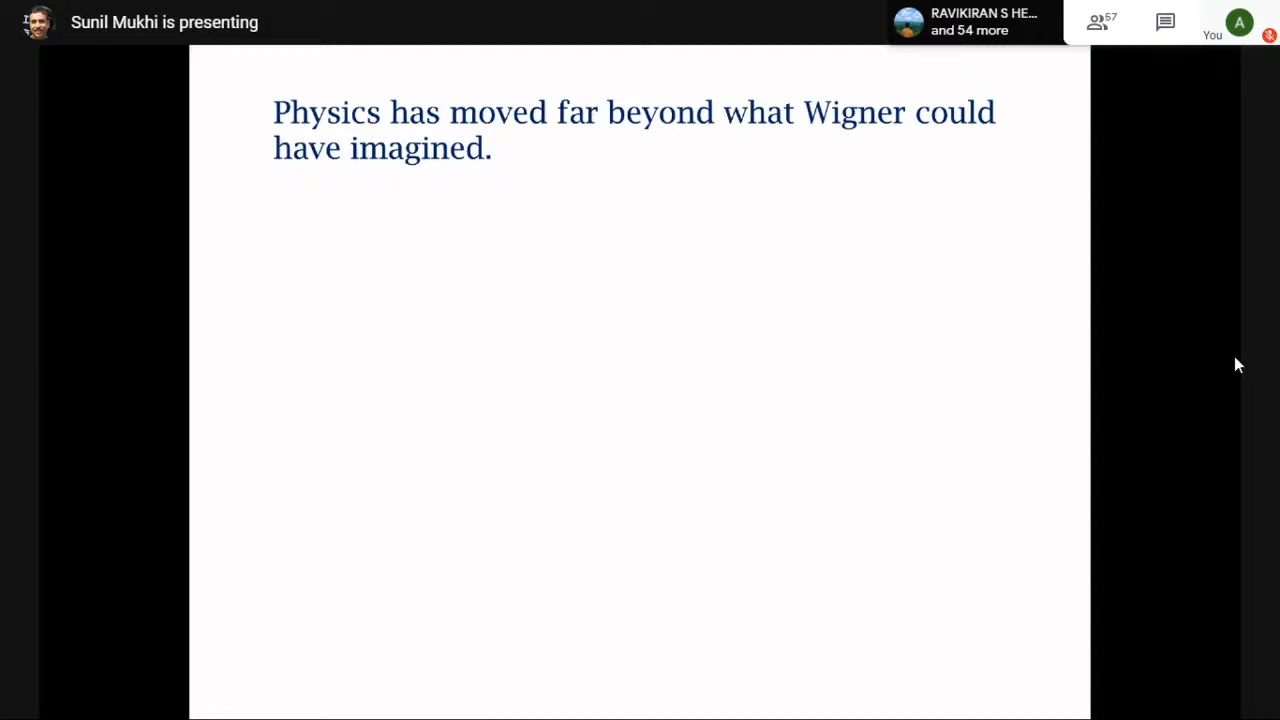 Sunil Mukhi is presenting
RAVIKIRAN S HE...
and 54 more
57
You
A
Physics has moved far beyond what Wigner could
have imagined.